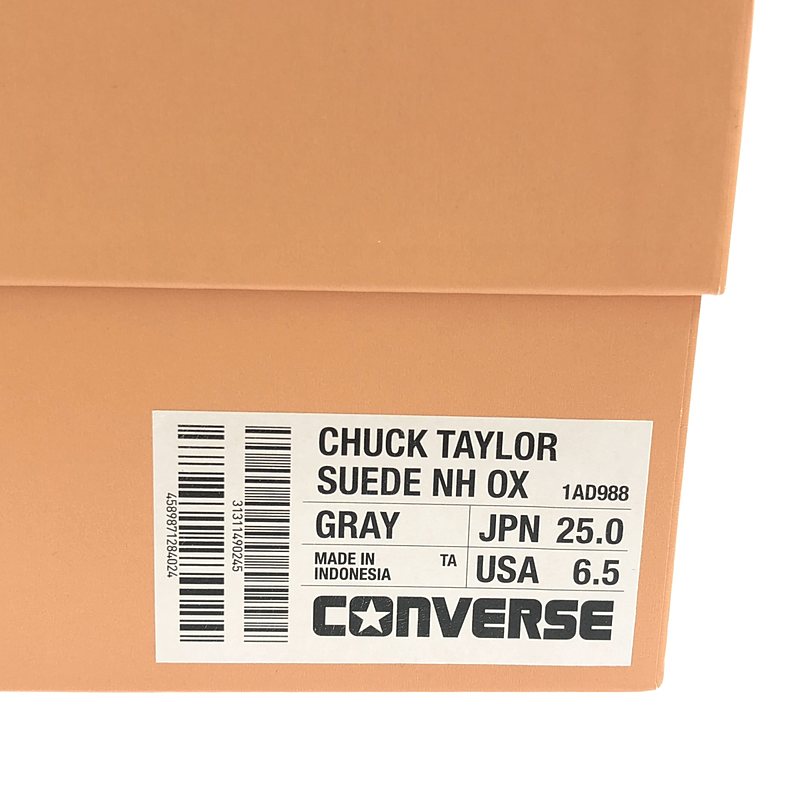 CHUCK TAYLOR
SUEDE NH OX 1AD988
GRAY JPN 25.0
MADE IN INDONESIA TA USA 6.5
CONVERSE
4589871284024
31311490245